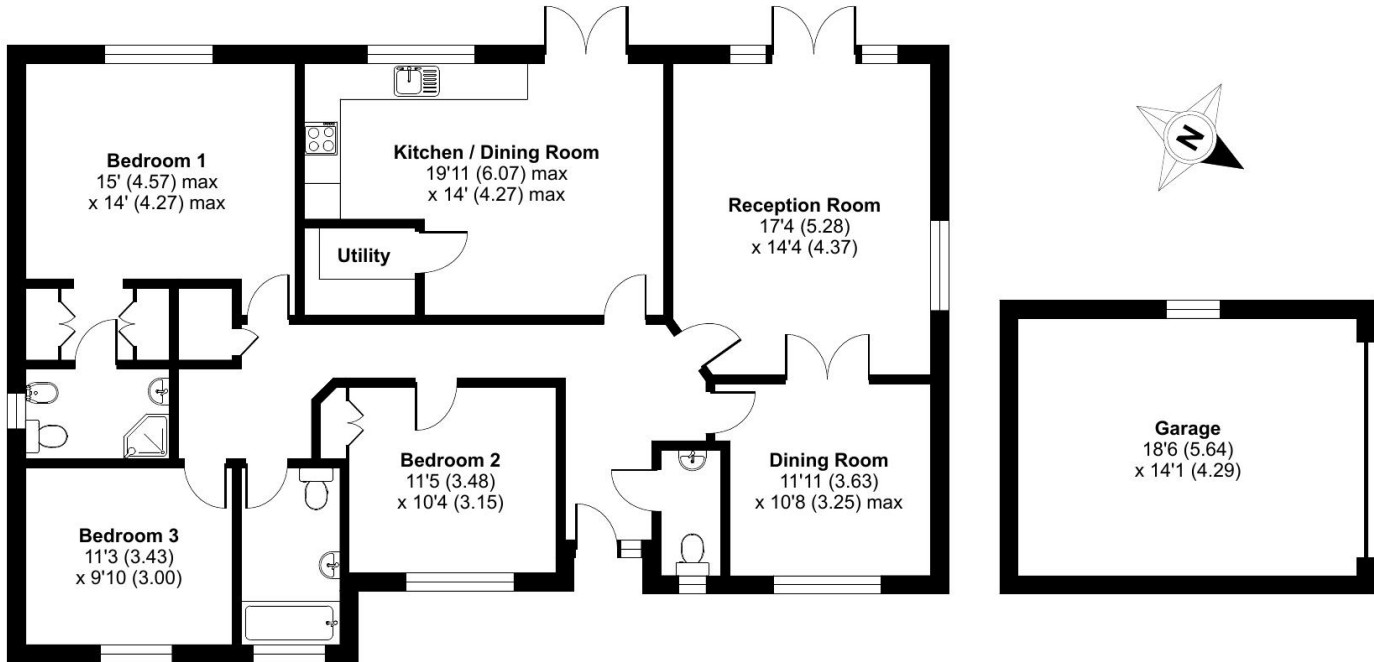 Bedroom 1
15' (4.57) max
x 14' (4.27) max
Kitchen / Dining Room
19'11 (6.07) max
x 14' (4.27) max
Utility
Reception Room
17'4 (5.28)
x 14'4 (4.37)
N
Bedroom 2
11'5 (3.48)
x 10'4 (3.15)
Dining Room
11'11 (3.63)
x 10'8 (3.25) max
Bedroom 3
11'3 (3.43)
x 9'10 (3.00)
Garage
18'6 (5.64)
x 14'1 (4.29)